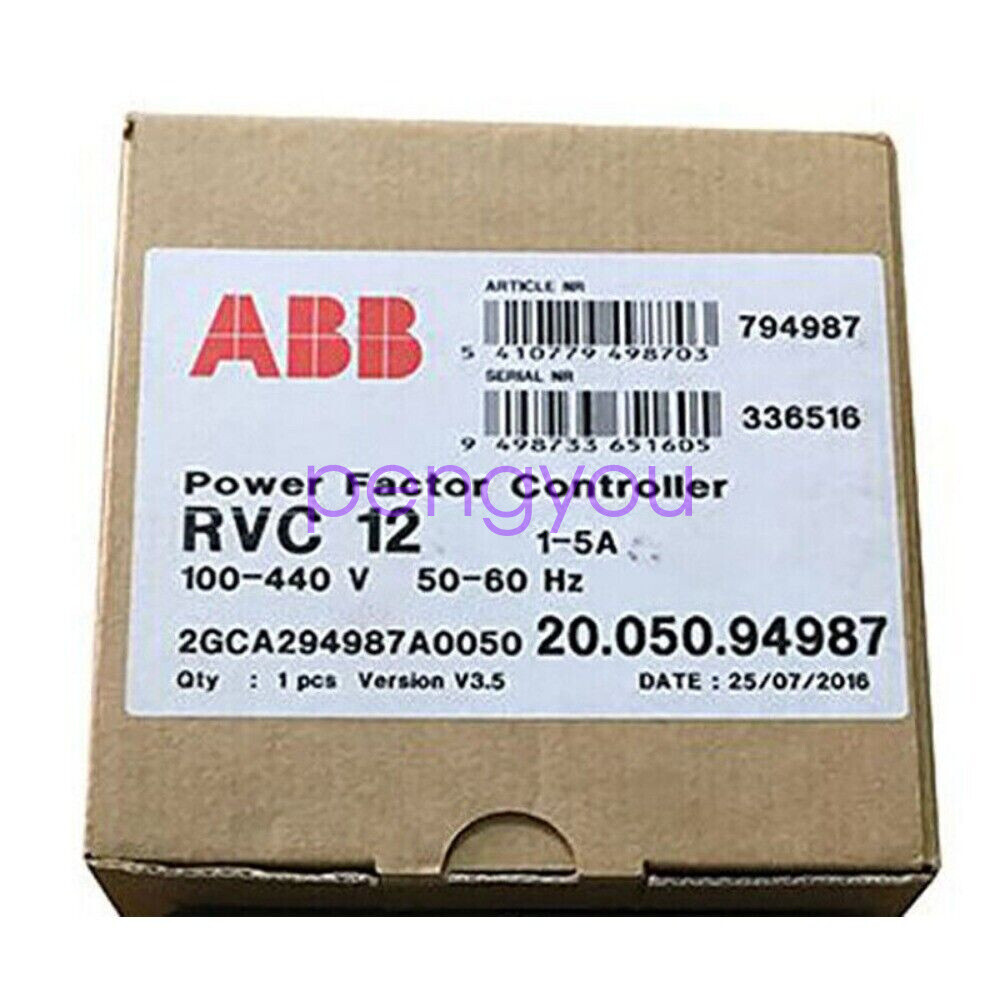 ABB
ARTICLE NR
794987
5 410779 498703
SERIAL NR
336516
9 498733 651605
Power Factor Controller
pengyou
RVC 12 1-5A
100-440 V 50-60 Hz
2GCA294987A0050 20.050.94987
Qty : 1 pcs Version V3.5 DATE : 25/07/2016